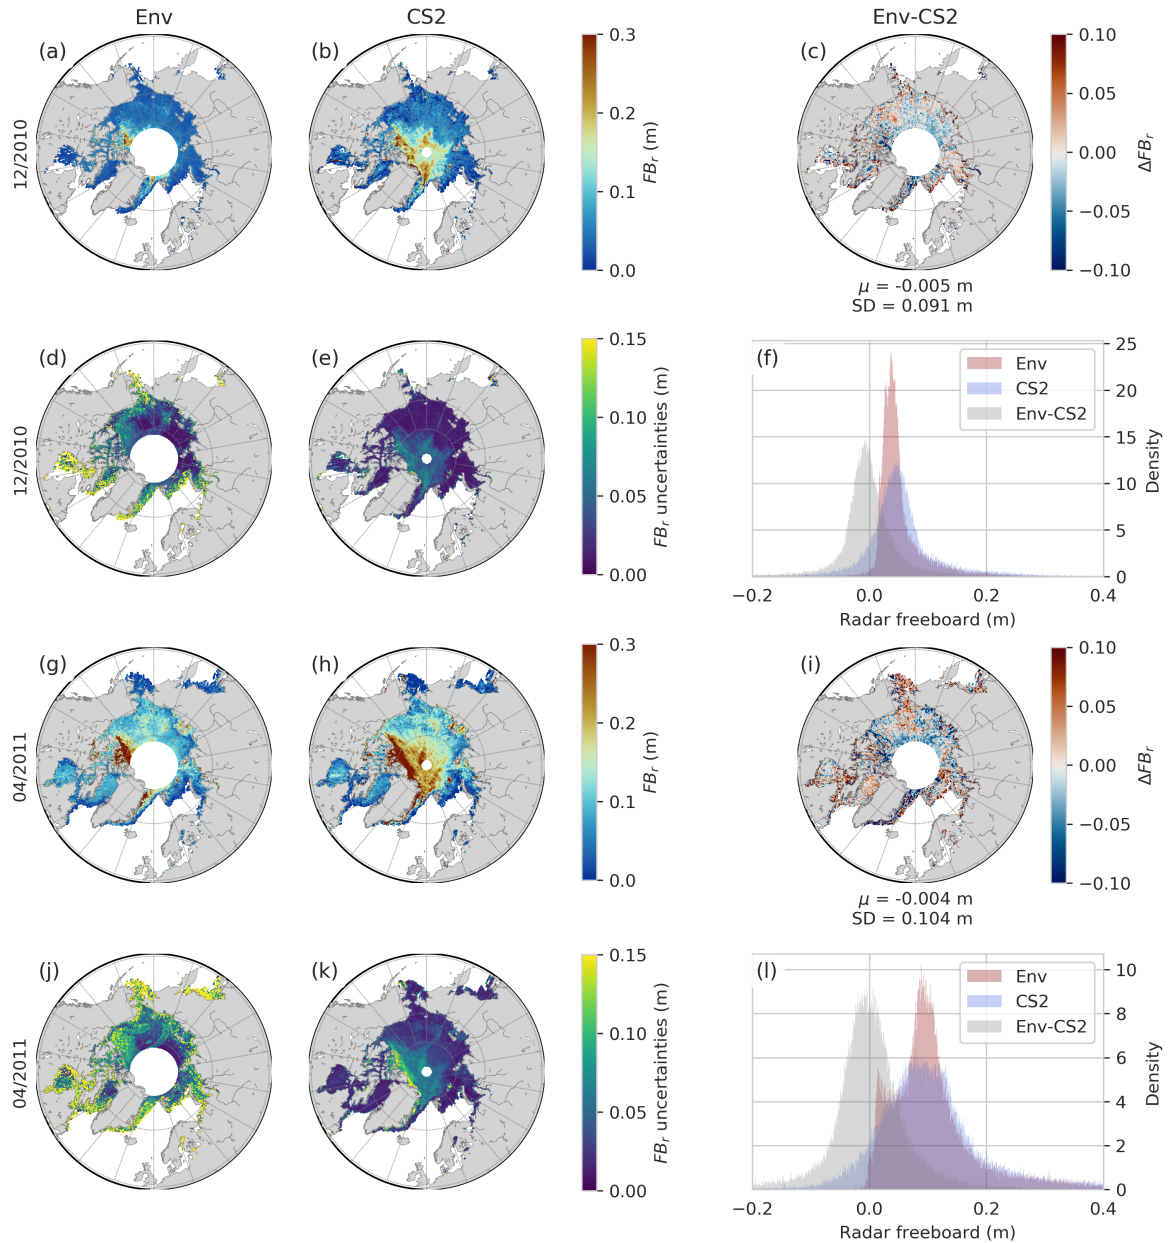 Env
CS2
Env-CS2
(a)
(b)
(c)
12/2010
0.3
0.2
0.1
0.0
FBr (m)
0.10
0.05
0.00
−0.05
−0.10
ΔFBr
μ = -0.005 m
SD = 0.091 m
(d)
(e)
(f)
12/2010
0.15
0.10
0.05
0.00
FBr uncertainties (m)
Env
CS2
Env-CS2
25
20
15
10
5
0
Density
−0.2
0.0
0.2
0.4
Radar freeboard (m)
(g)
(h)
(i)
04/2011
0.3
0.2
0.1
0.0
FBr (m)
0.10
0.05
0.00
−0.05
−0.10
ΔFBr
μ = -0.004 m
SD = 0.104 m
(j)
(k)
(l)
04/2011
0.15
0.10
0.05
0.00
FBr uncertainties (m)
Env
CS2
Env-CS2
10
8
6
4
2
0
Density
−0.2
0.0
0.2
0.4
Radar freeboard (m)